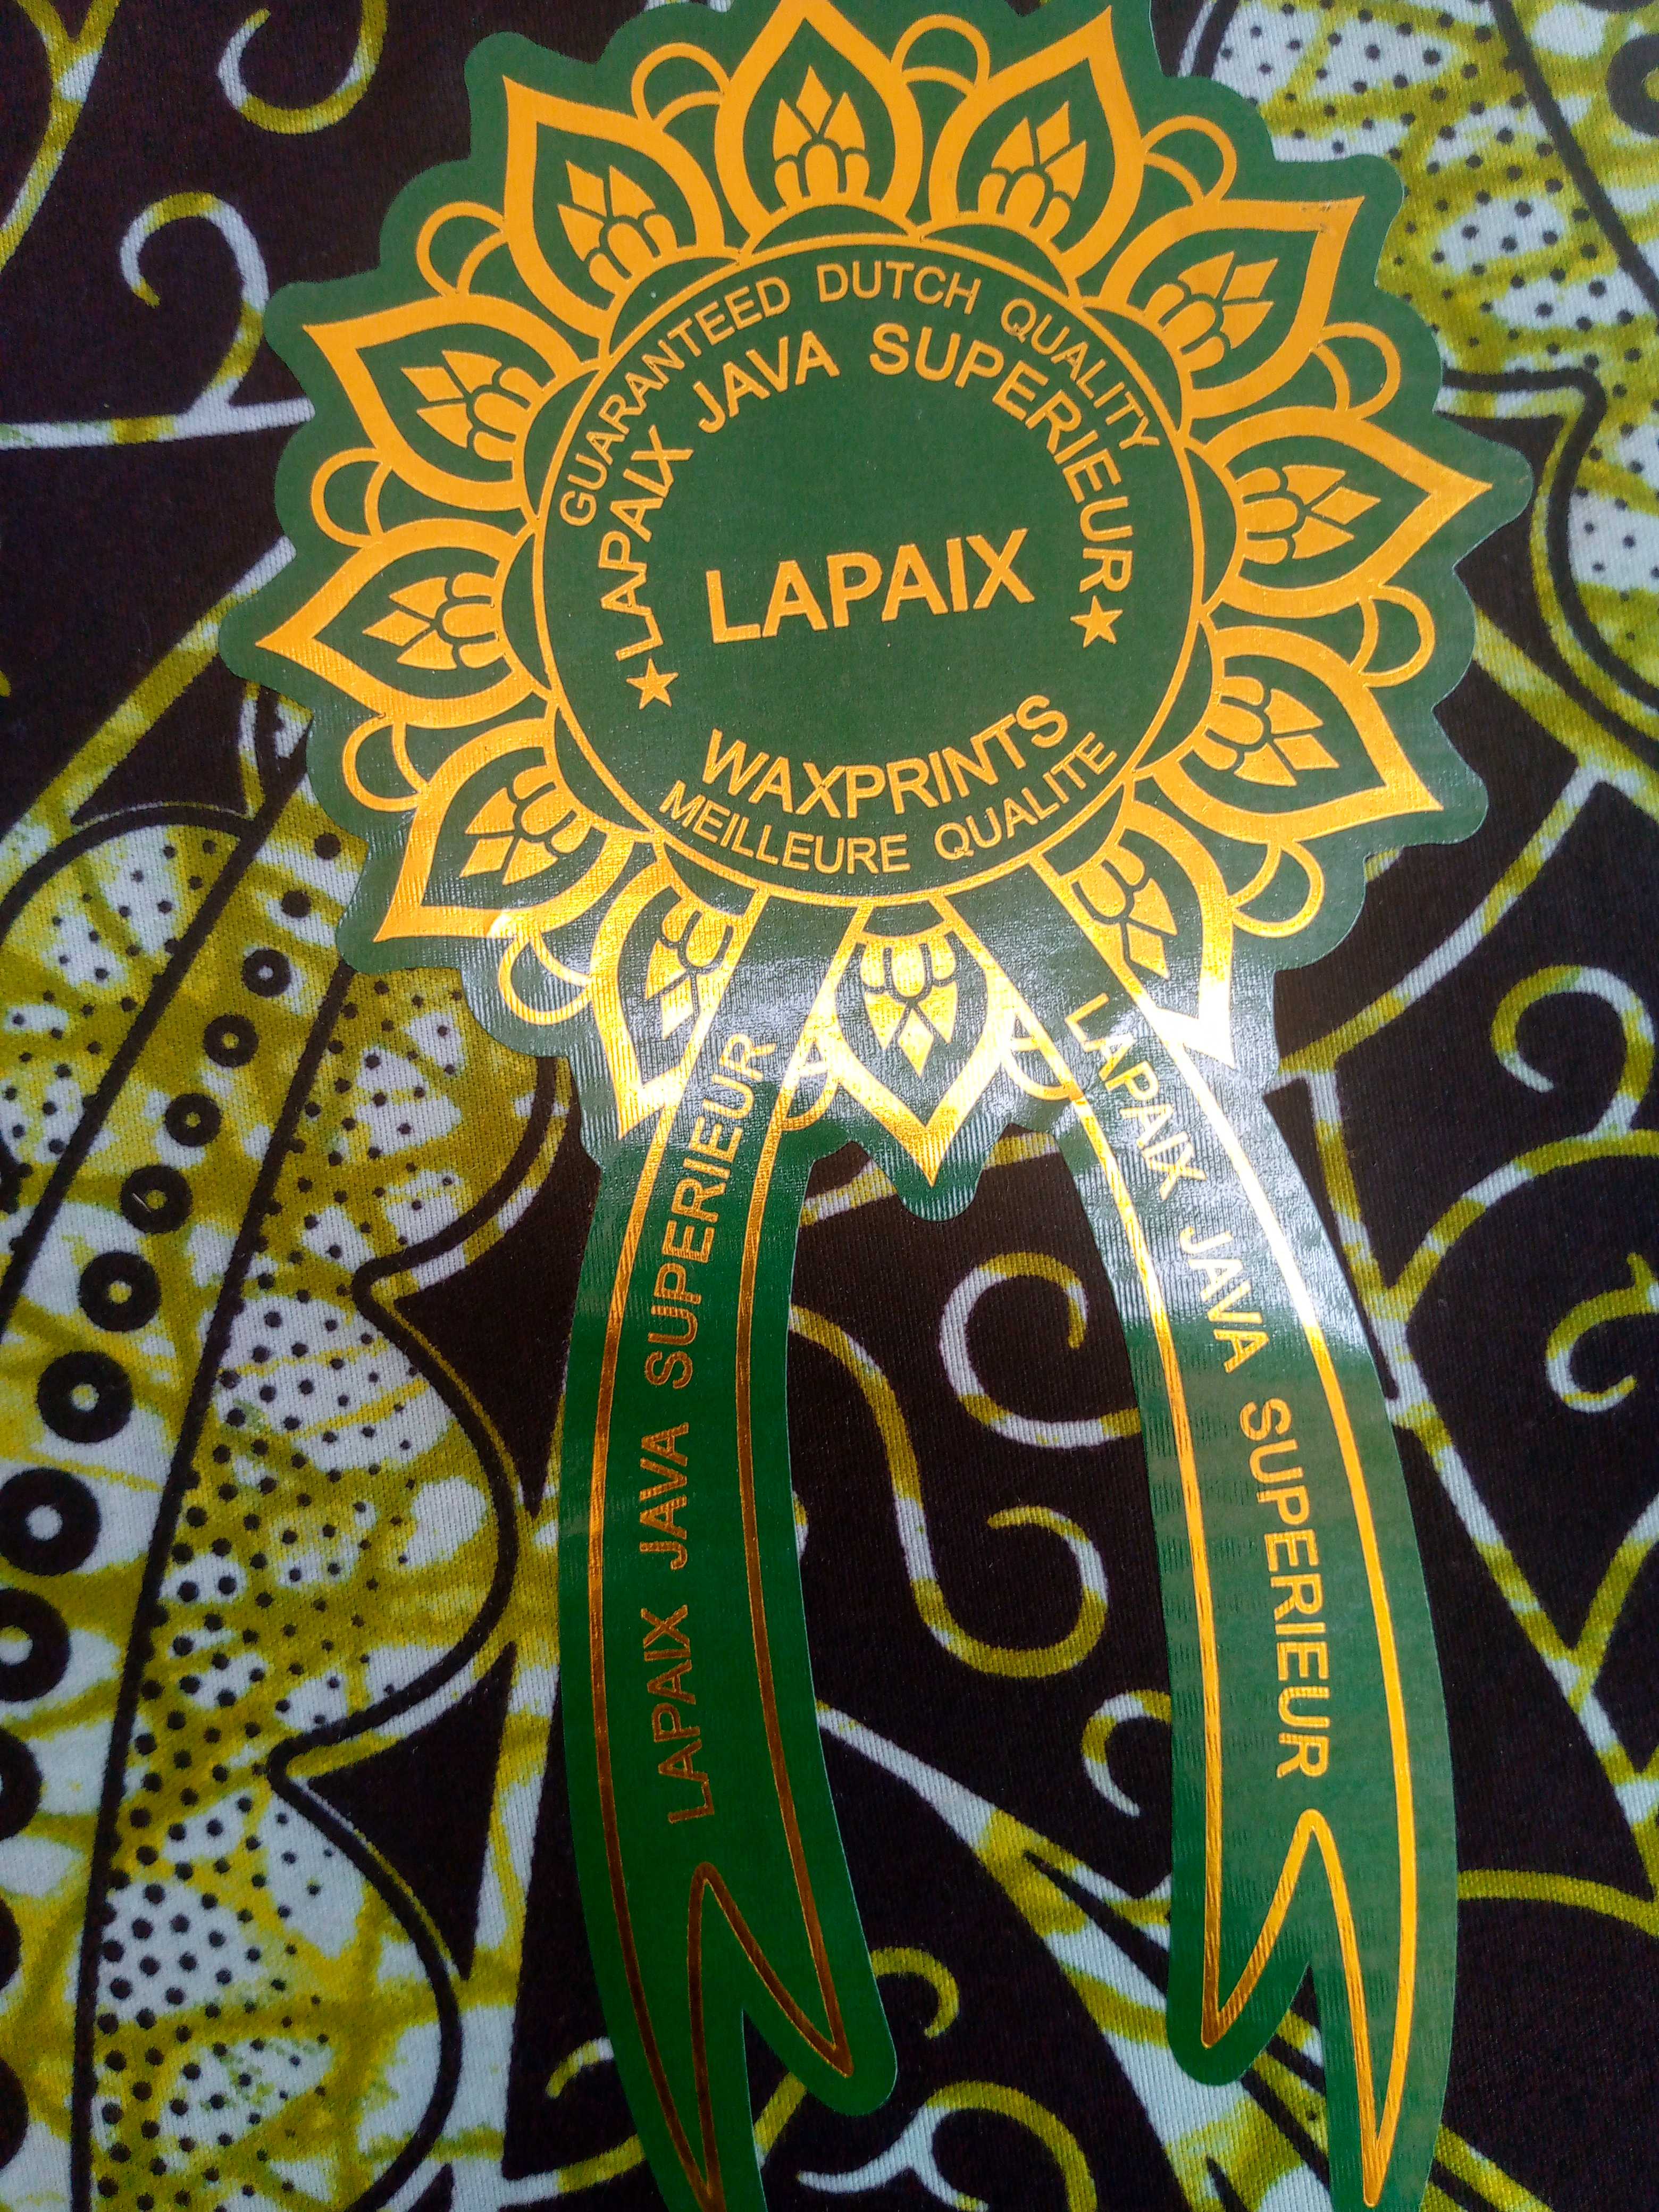 GUARANTEED DUTCH QUALITY
★LAPAIX JAVA SUPERIEUR★
LAPAIX
WAXPRINTS
MEILLEURE QUALITE
LAPAIX JAVA SUPERIEUR
LAPAIX JAVA SUPERIEUR